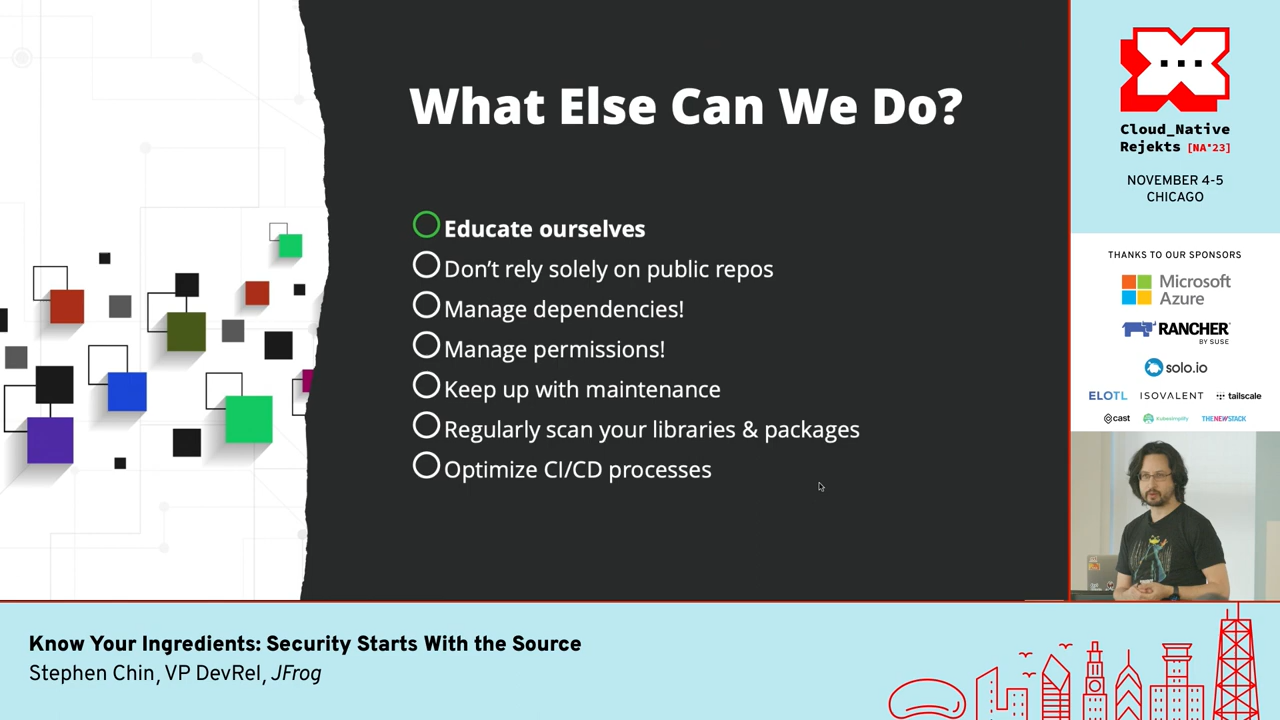 What Else Can We Do?
Educate ourselves
Don’t rely solely on public repos
Manage dependencies!
Manage permissions!
Keep up with maintenance
Regularly scan your libraries & packages
Optimize CI/CD processes
Cloud_Native
Rejekts [NA'23]
NOVEMBER 4-5
CHICAGO
THANKS TO OUR SPONSORS
Microsoft
Azure
RANCHER
BY SUSE
solo.io
ELOTL ISOVALENT tailscale
cast kubesimplify THENEWSTACK
Know Your Ingredients: Security Starts With the Source
Stephen Chin, VP DevRel, JFrog